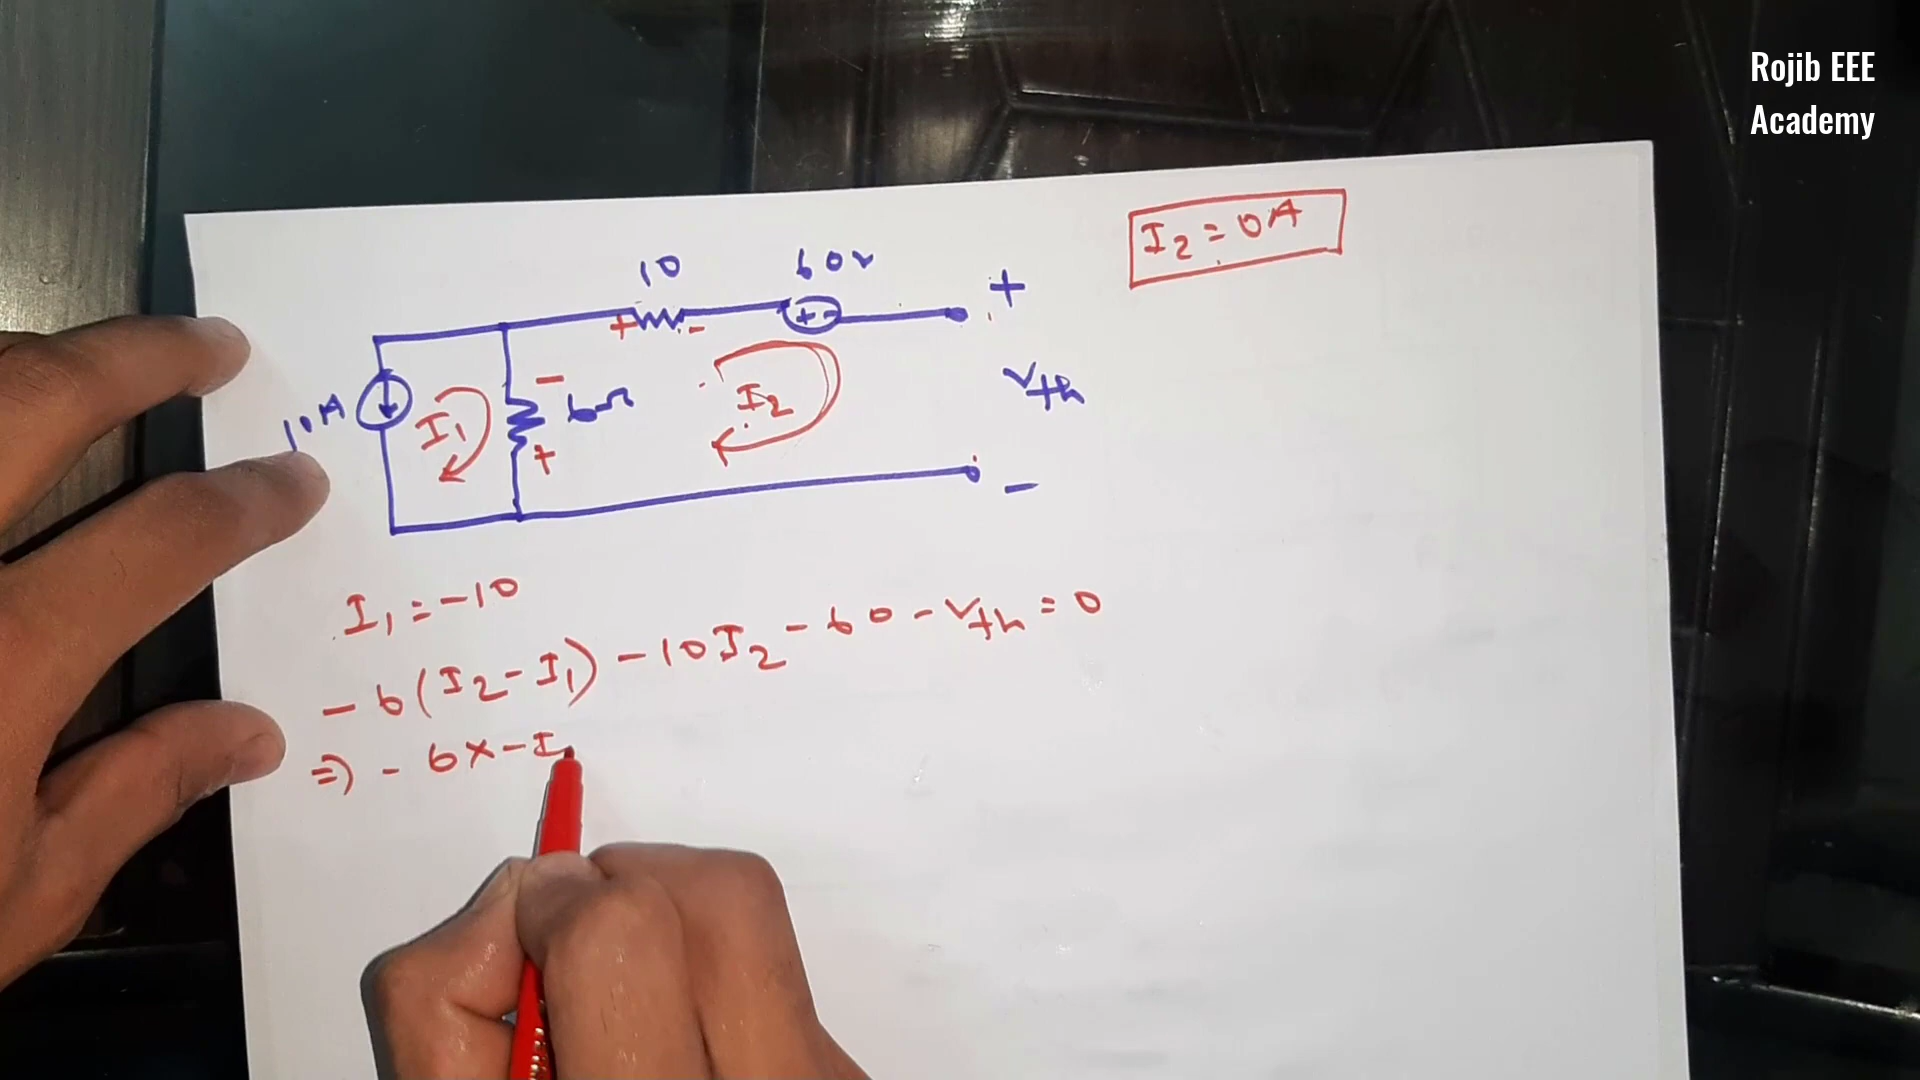 Rojib EEE
Academy
I₂ = 0A
10
60V
+
+
-
+ -
10A
I₁
-
6Ω
+
I₂
Vth
-
I₁ = -10
- 6 (I₂ - I₁) - 10I₂ - 60 - Vth = 0
⇒ - 6 × - I